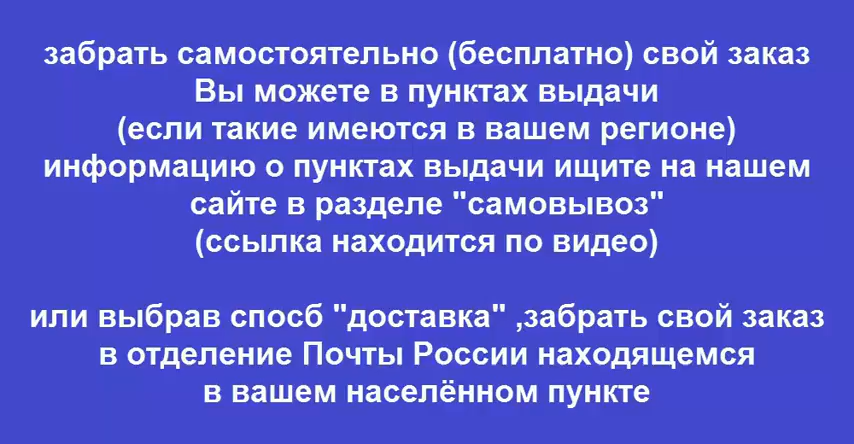 забрать самостоятельно (бесплатно) свой заказ
Вы можете в пунктах выдачи
(если такие имеются в вашем регионе)
информацию о пунктах выдачи ищите на нашем
сайте в разделе "самовывоз"
(ссылка находится по видео)
или выбрав спосб "доставка" ,забрать свой заказ
в отделение Почты России находящемся
в вашем населённом пункте